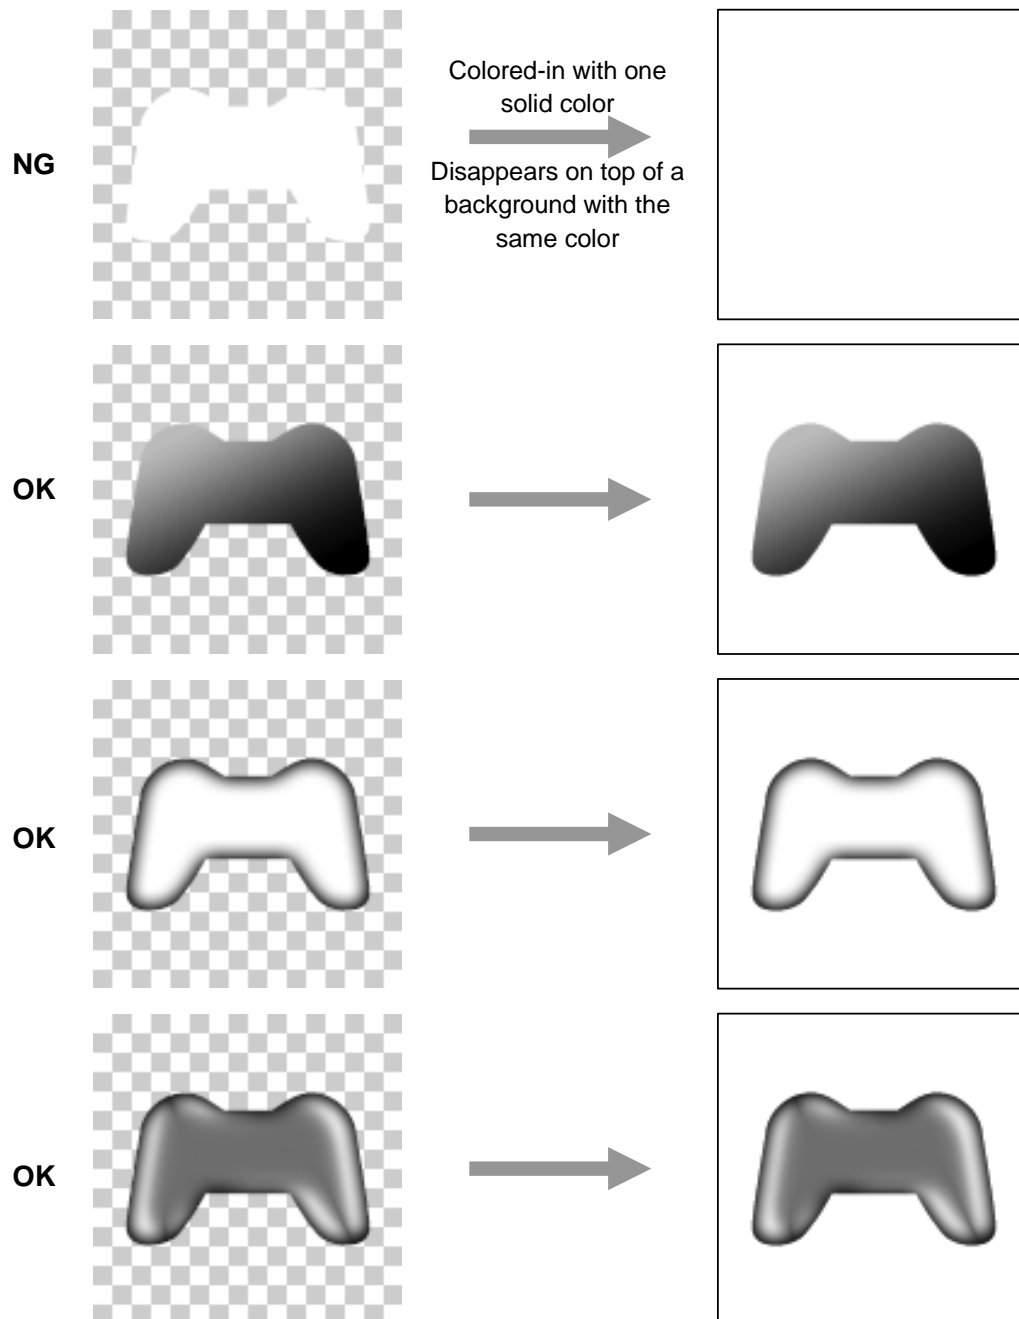 Colored-in with one
solid color
NG
Disappears on top of a
background with the
same color
OK
OK
OK